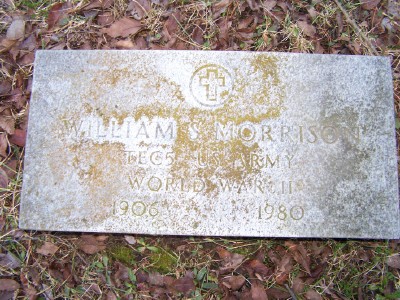 WILLIAM S MORRISON
TEC5 US ARMY
WORLD WAR II
1906 1980